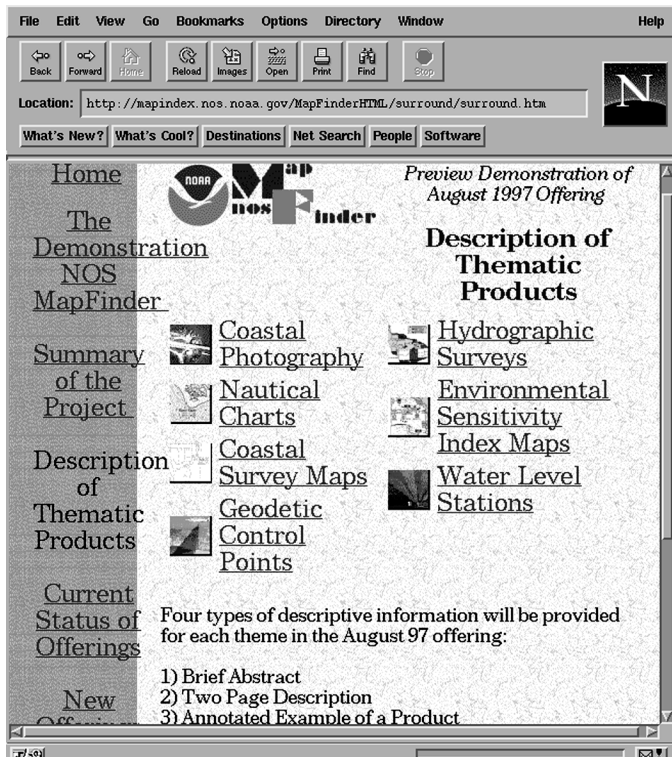 File Edit View Go Bookmarks Options Directory Window Help
Back Forward Home Reload Images Open Print Find Stop
Location: http://mapindex.nos.noaa.gov/MapFinderHTML/surround/surround.htm
N
What's New? What's Cool? Destinations Net Search People Software
Home
The
Demonstration
NOS
MapFinder
Summary
of the
Project
Description
of
Thematic
Products
Current
Status of
Offerings
New
Offerings
NOAA
Map
nos Finder
Preview Demonstration of
August 1997 Offering
Description of
Thematic
Products
Coastal
Photography
Nautical
Charts
Coastal
Survey Maps
Geodetic
Control
Points
Hydrographic
Surveys
Environmental
Sensitivity
Index Maps
Water Level
Stations
Four types of descriptive information will be provided
for each theme in the August 97 offering:
1) Brief Abstract
2) Two Page Description
3) Annotated Example of a Product